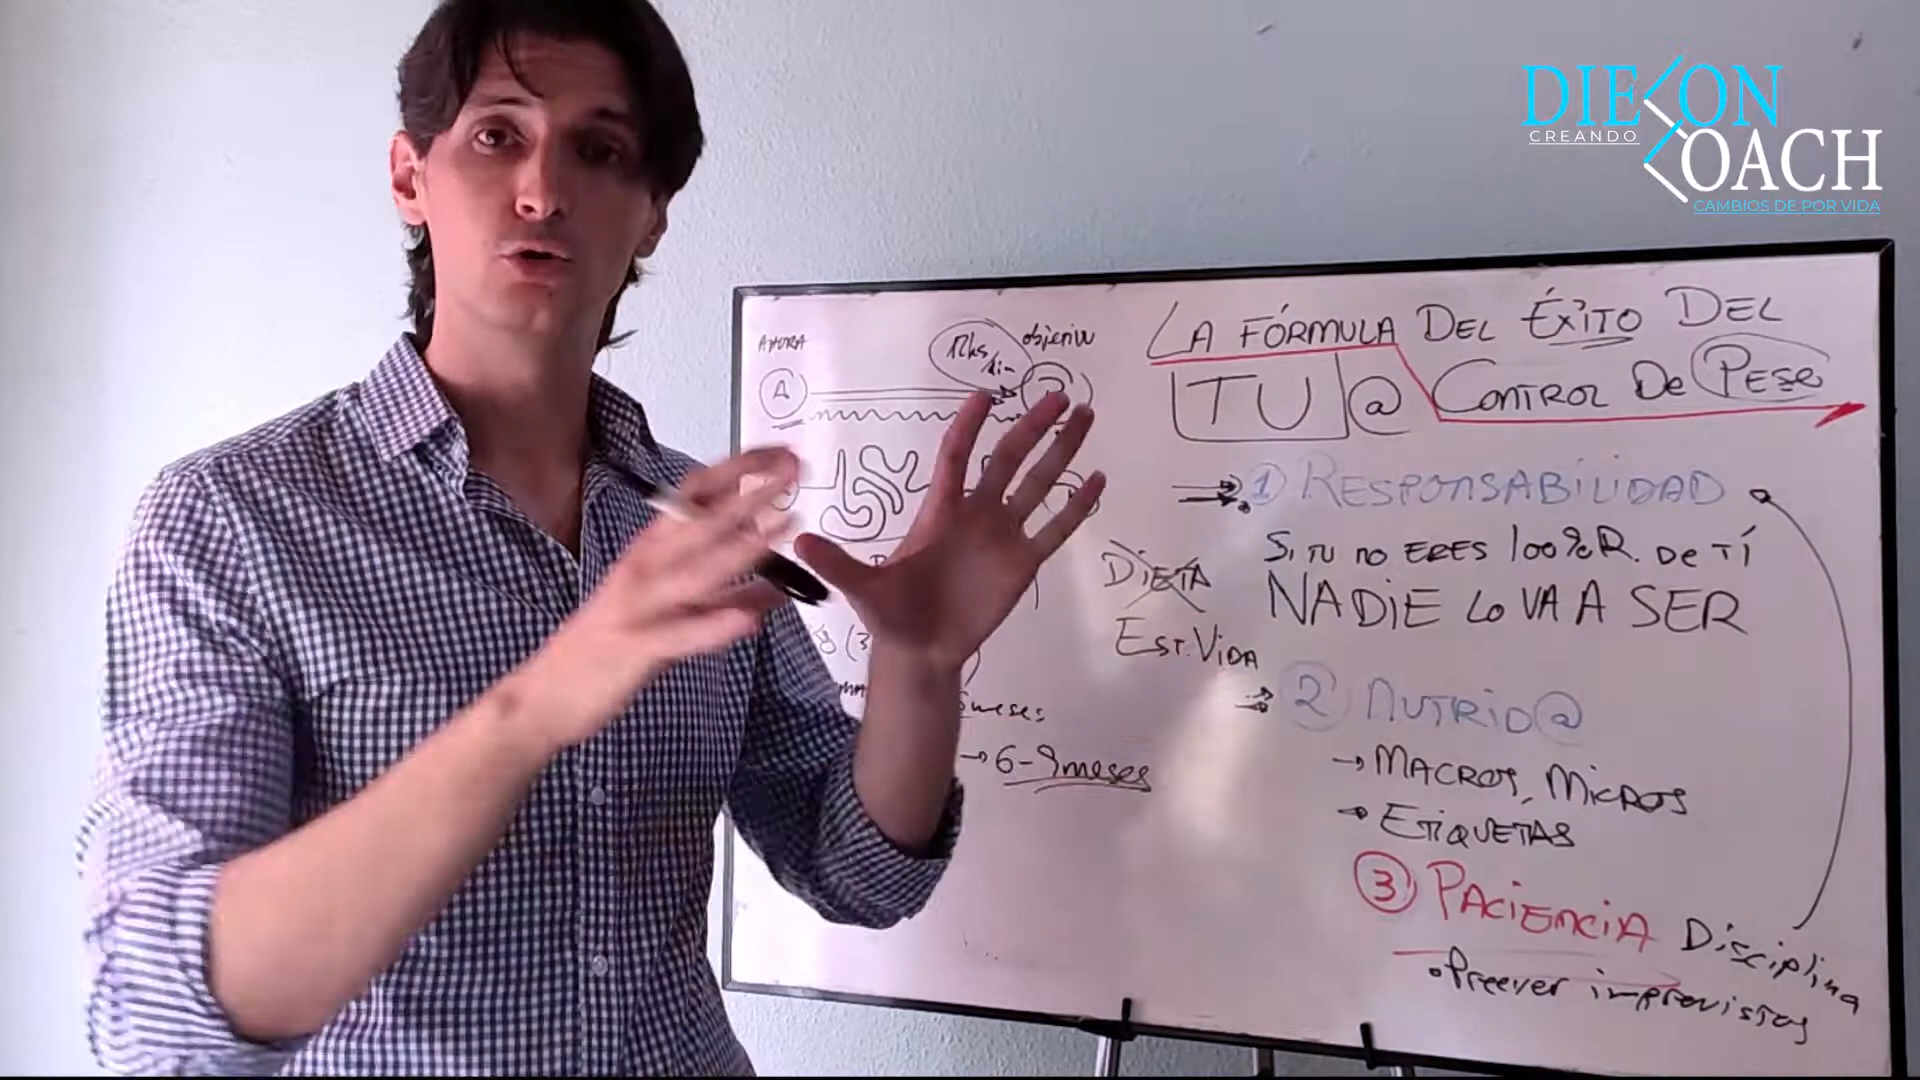 DIEGON
CREANDO
COACH
CAMBIOS DE POR VIDA
LA FÓRMULA DEL ÉXITO DEL
TU @ CONTROL DE PESO
AHORA
objetivo
A
1 RESPONSABILIDAD
Si TU NO ERES 100% R. DE TÍ
NADIE LO VA A SER
DIETA
EST. VIDA
2 NUTRID@
→ MACROS, MICROS
→ ETIQUETAS
meses
→ 6-9 meses
3 PACIENCIA Disciplina
• Preever imprevistos